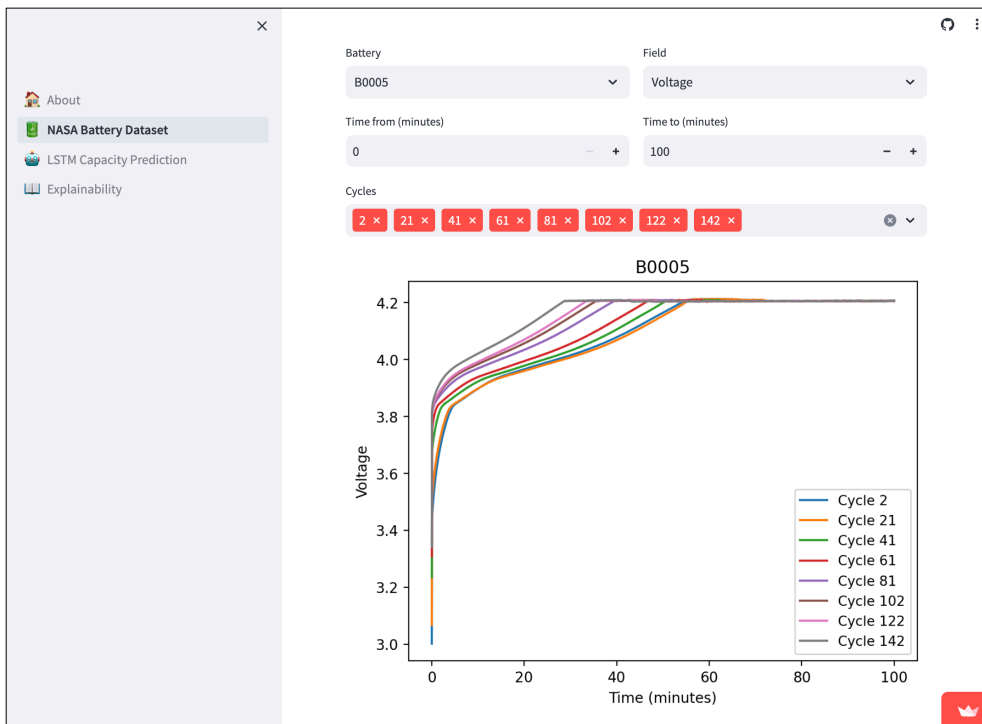 About
NASA Battery Dataset
LSTM Capacity Prediction
Explainability
Battery Field
B0005 Voltage
Time from (minutes) Time to (minutes)
0 100
Cycles
2 21 41 61 81 102 122 142
B0005
4.2
4.0
3.8
3.6
3.4
3.2
3.0
Voltage
Cycle 2
Cycle 21
Cycle 41
Cycle 61
Cycle 81
Cycle 102
Cycle 122
Cycle 142
0 20 40 60 80 100
Time (minutes)